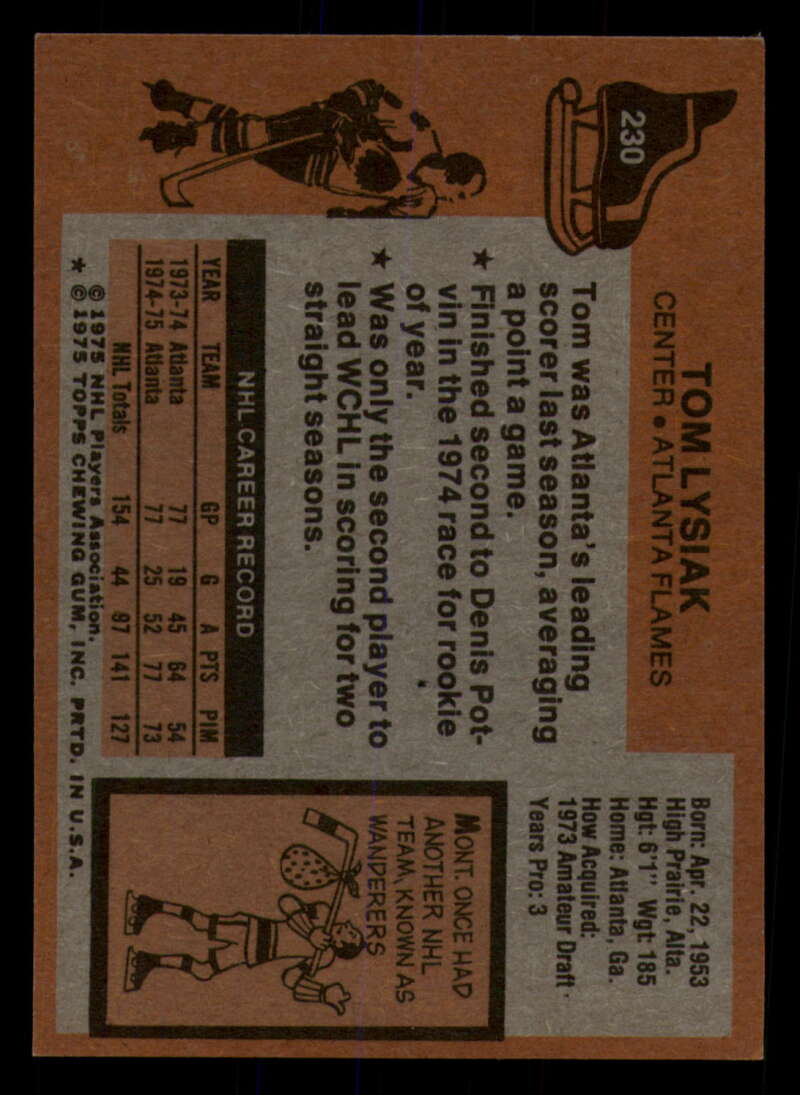 230
TOM LYSIAK
CENTER • ATLANTA FLAMES
Tom was Atlanta's leading
scorer last season, averaging
a point a game.
★ Finished second to Denis Pot-
vin in the 1974 race for rookie
of year.
★ Was only the second player to
lead WCHL in scoring for two
straight seasons.
NHL CAREER RECORD
YEAR TEAM GP G A PTS PIM
1973-74 Atlanta 77 19 45 64 54
1974-75 Atlanta 77 25 52 77 73
NHL Totals 154 44 97 141 127
© 1975 NHL Players Association.
★ © 1975 TOPPS CHEWING GUM, INC. PRTD. IN U.S.A.
Born: Apr. 22, 1953
High Prairie, Alta.
Hgt: 6'1" Wgt: 185
Home: Atlanta, Ga.
How Acquired:
1973 Amateur Draft
Years Pro: 3
MONT. ONCE HAD
ANOTHER NHL
TEAM, KNOWN AS
WANDERERS